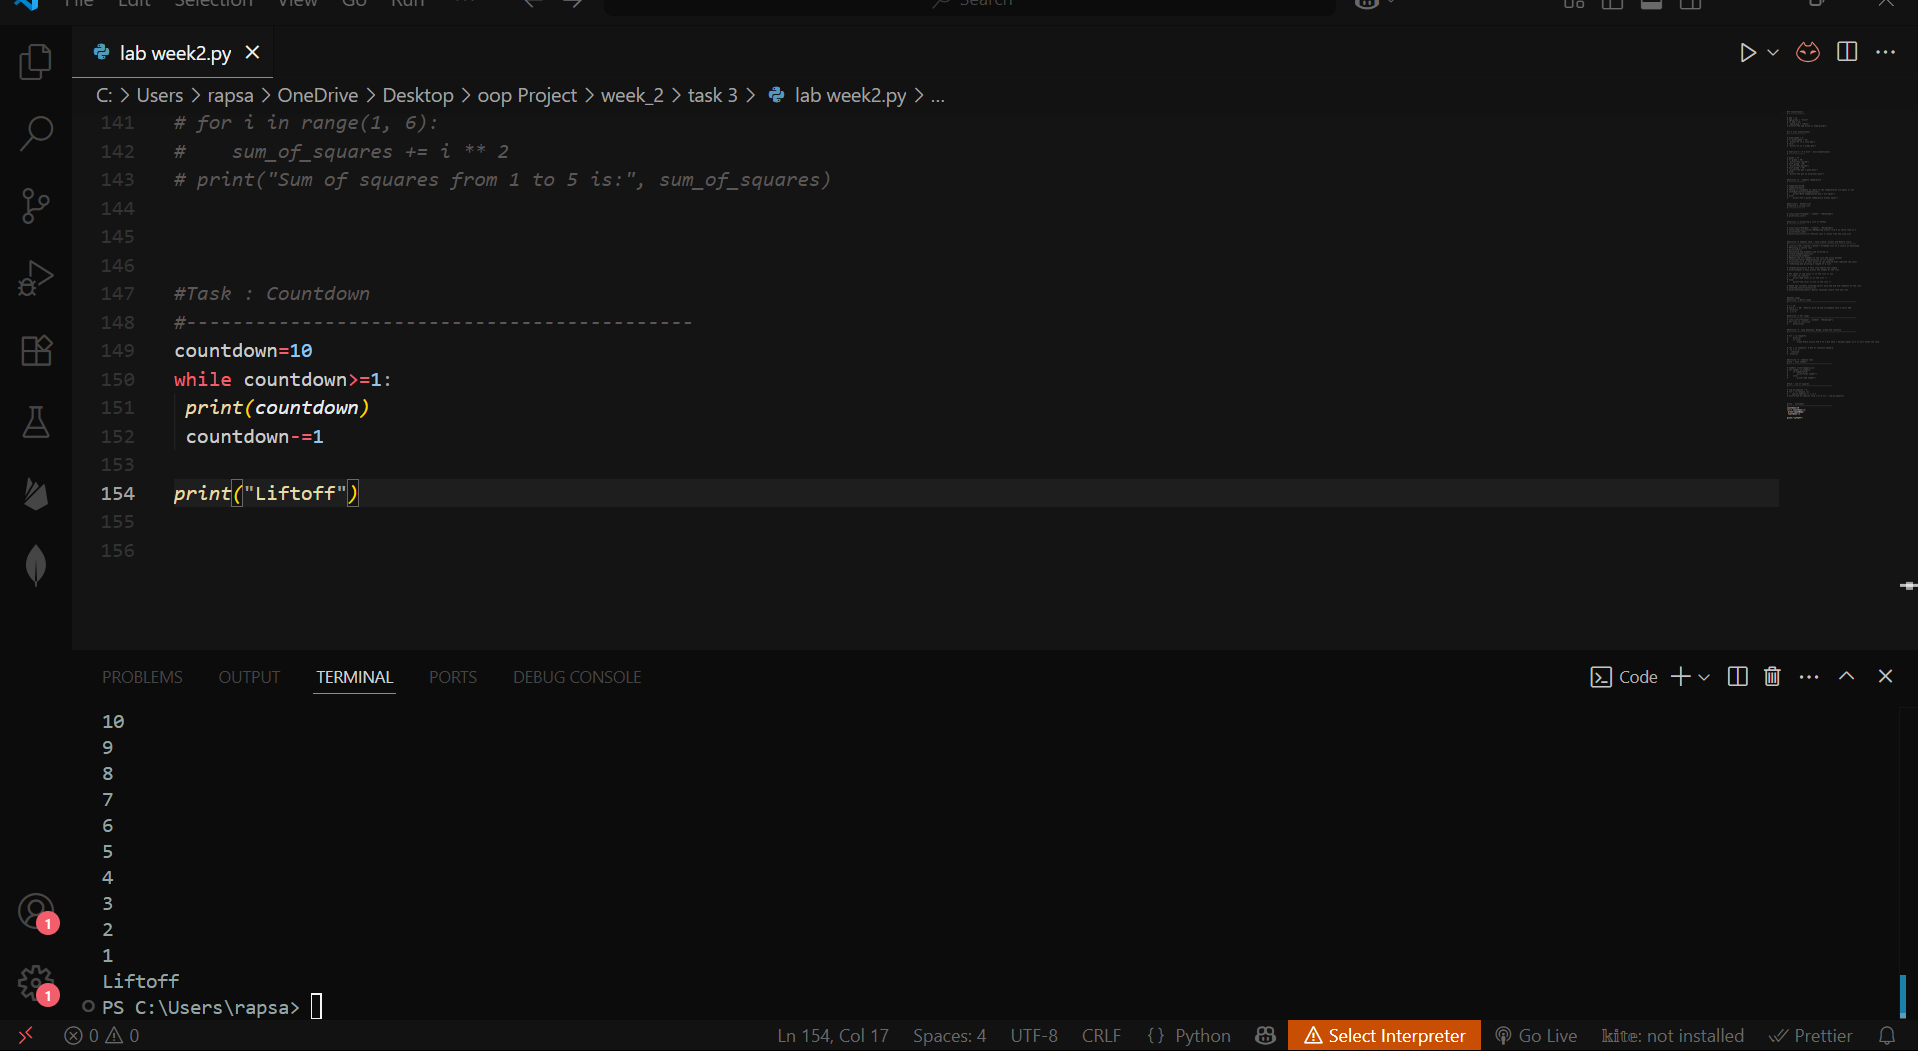 File Edit Selection View Go Run ... Search
lab week2.py
C: > Users > rapsa > OneDrive > Desktop > oop Project > week_2 > task 3 > lab week2.py > ...
141 # for i in range(1, 6):
142 #    sum_of_squares += i ** 2
143 # print("Sum of squares from 1 to 5 is:", sum_of_squares)
144
145
146
147 #Task : Countdown
148 #--------------------------------------------
149 countdown=10
150 while countdown>=1:
151  print(countdown)
152  countdown-=1
153
154 print("Liftoff")
155
156
PROBLEMS OUTPUT TERMINAL PORTS DEBUG CONSOLE Code
10
9
8
7
6
5
4
3
2
1
Liftoff
PS C:\Users\rapsa>
1
1
0 0 Ln 154, Col 17 Spaces: 4 UTF-8 CRLF {} Python Select Interpreter Go Live kite: not installed Prettier